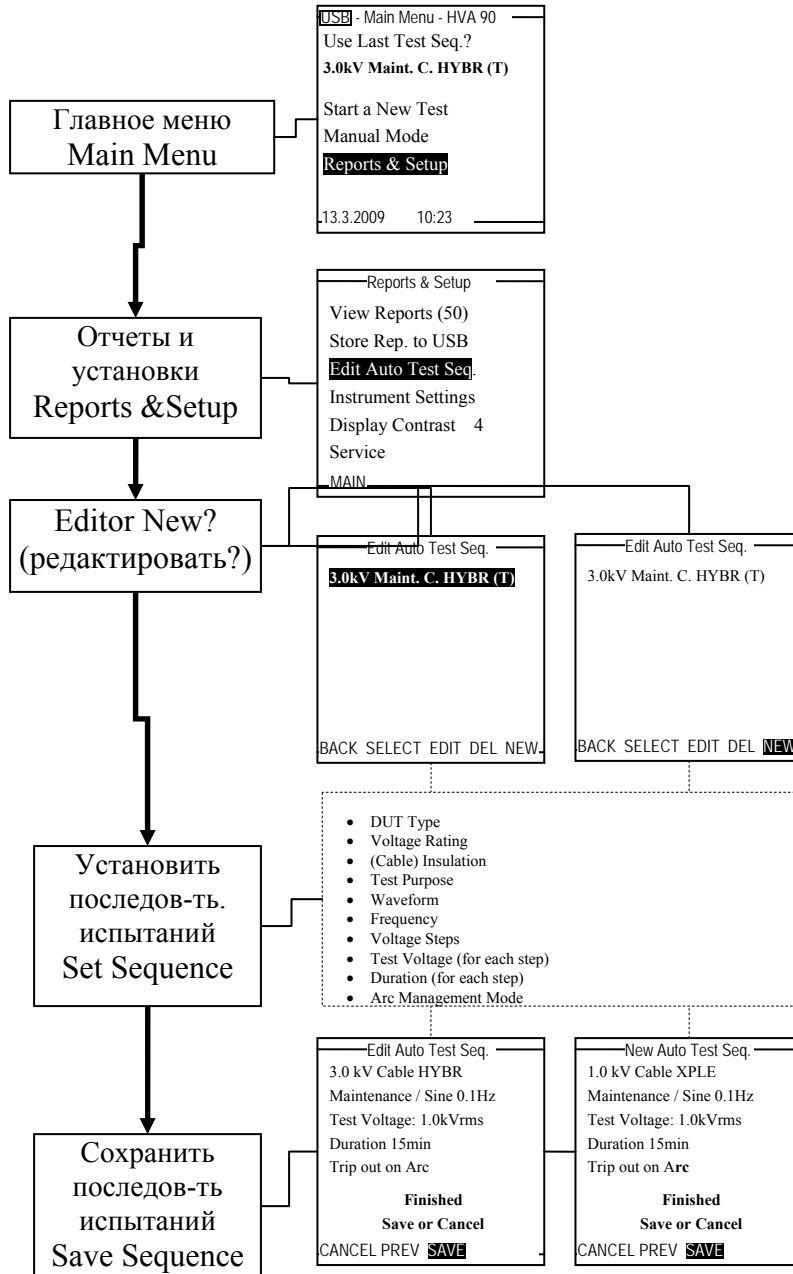 USB - Main Menu - HVA 90
Use Last Test Seq.?
3.0kV Maint. C. HYBR (T)
Start a New Test
Manual Mode
Reports & Setup
13.3.2009 10:23
Главное меню
Main Menu
Reports & Setup
View Reports (50)
Store Rep. to USB
Edit Auto Test Seq.
Instrument Settings
Display Contrast 4
Service
MAIN
Отчеты и
установки
Reports &Setup
Editor New?
(редактировать?)
Edit Auto Test Seq.
3.0kV Maint. C. HYBR (T)
BACK SELECT EDIT DEL NEW
Edit Auto Test Seq.
3.0kV Maint. C. HYBR (T)
BACK SELECT EDIT DEL NEW
Установить
последов-ть.
испытаний
Set Sequence
• DUT Type
• Voltage Rating
• (Cable) Insulation
• Test Purpose
• Waveform
• Frequency
• Voltage Steps
• Test Voltage (for each step)
• Duration (for each step)
• Arc Management Mode
Сохранить
последов-ть
испытаний
Save Sequence
Edit Auto Test Seq.
3.0 kV Cable HYBR
Maintenance / Sine 0.1Hz
Test Voltage: 1.0kVrms
Duration 15min
Trip out on Arc
Finished
Save or Cancel
CANCEL PREV SAVE
New Auto Test Seq.
1.0 kV Cable XPLE
Maintenance / Sine 0.1Hz
Test Voltage: 1.0kVrms
Duration 15min
Trip out on Arc
Finished
Save or Cancel
CANCEL PREV SAVE